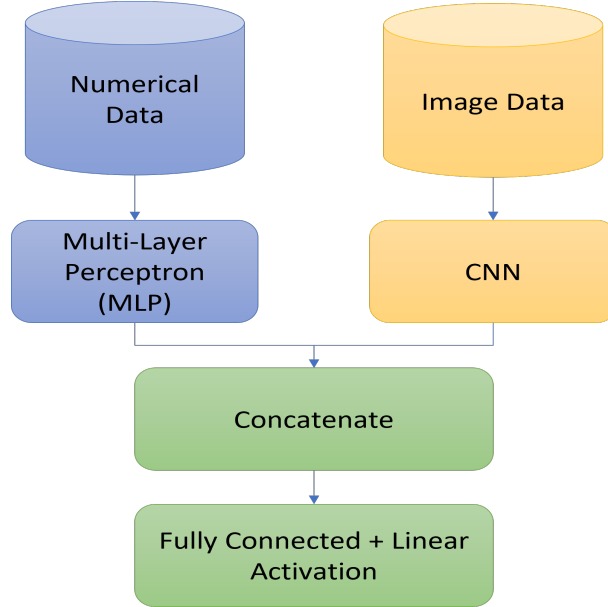 Numerical
Data
Image Data
Multi-Layer
Perceptron
(MLP)
CNN
Concatenate
Fully Connected + Linear
Activation